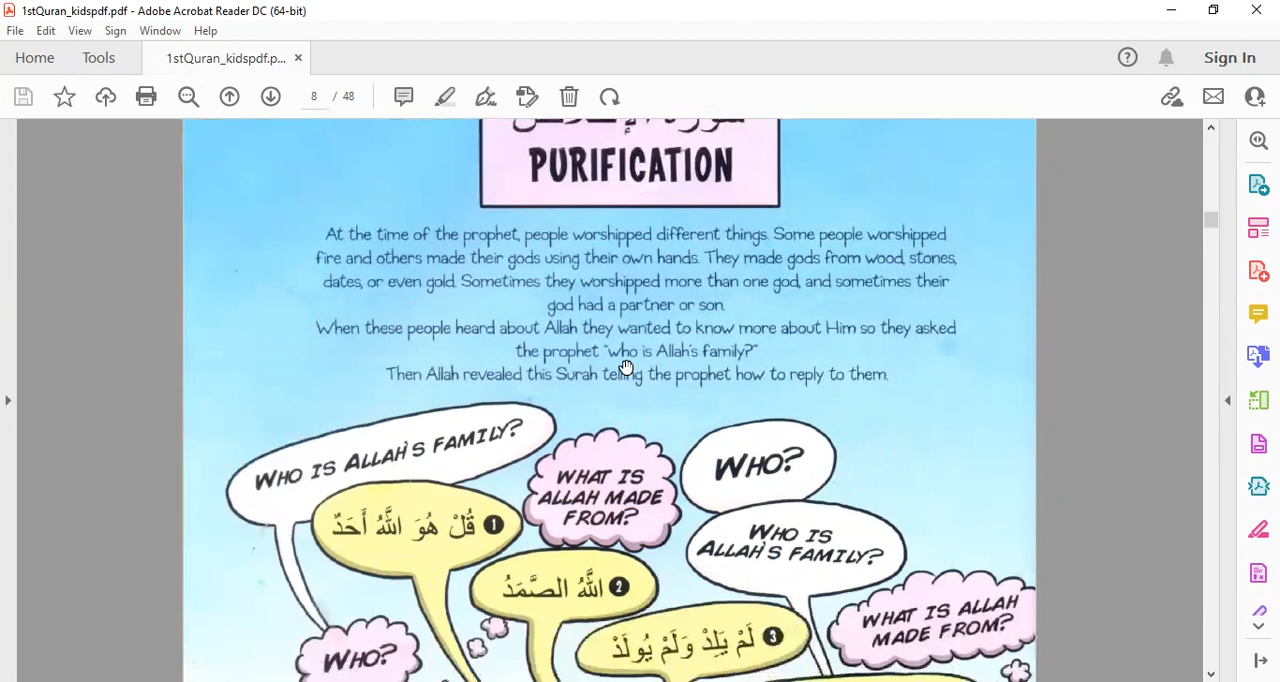 1stQuran_kidspdf.pdf - Adobe Acrobat Reader DC (64-bit)
File Edit View Sign Window Help
Home Tools 1stQuran_kidspdf.p... Sign In
8 / 48
سورة الإخلاص
PURIFICATION
At the time of the prophet, people worshipped different things. Some people worshipped
fire and others made their gods using their own hands. They made gods from wood, stones,
dates, or even gold. Sometimes they worshipped more than one god, and sometimes their
god had a partner or son.
When these people heard about Allah they wanted to know more about Him so they asked
the prophet "who is Allah's family?"
Then Allah revealed this Surah telling the prophet how to reply to them.
WHO IS ALLAH'S FAMILY?
WHAT IS
ALLAH MADE
FROM?
WHO?
قُلْ هُوَ اللَّهُ أَحَدٌ 1
WHO IS
ALLAH'S FAMILY?
اللَّهُ الصَّمَدُ 2
WHAT IS ALLAH
MADE FROM?
لَمْ يَلِدْ وَلَمْ يُولَدْ 3
WHO?